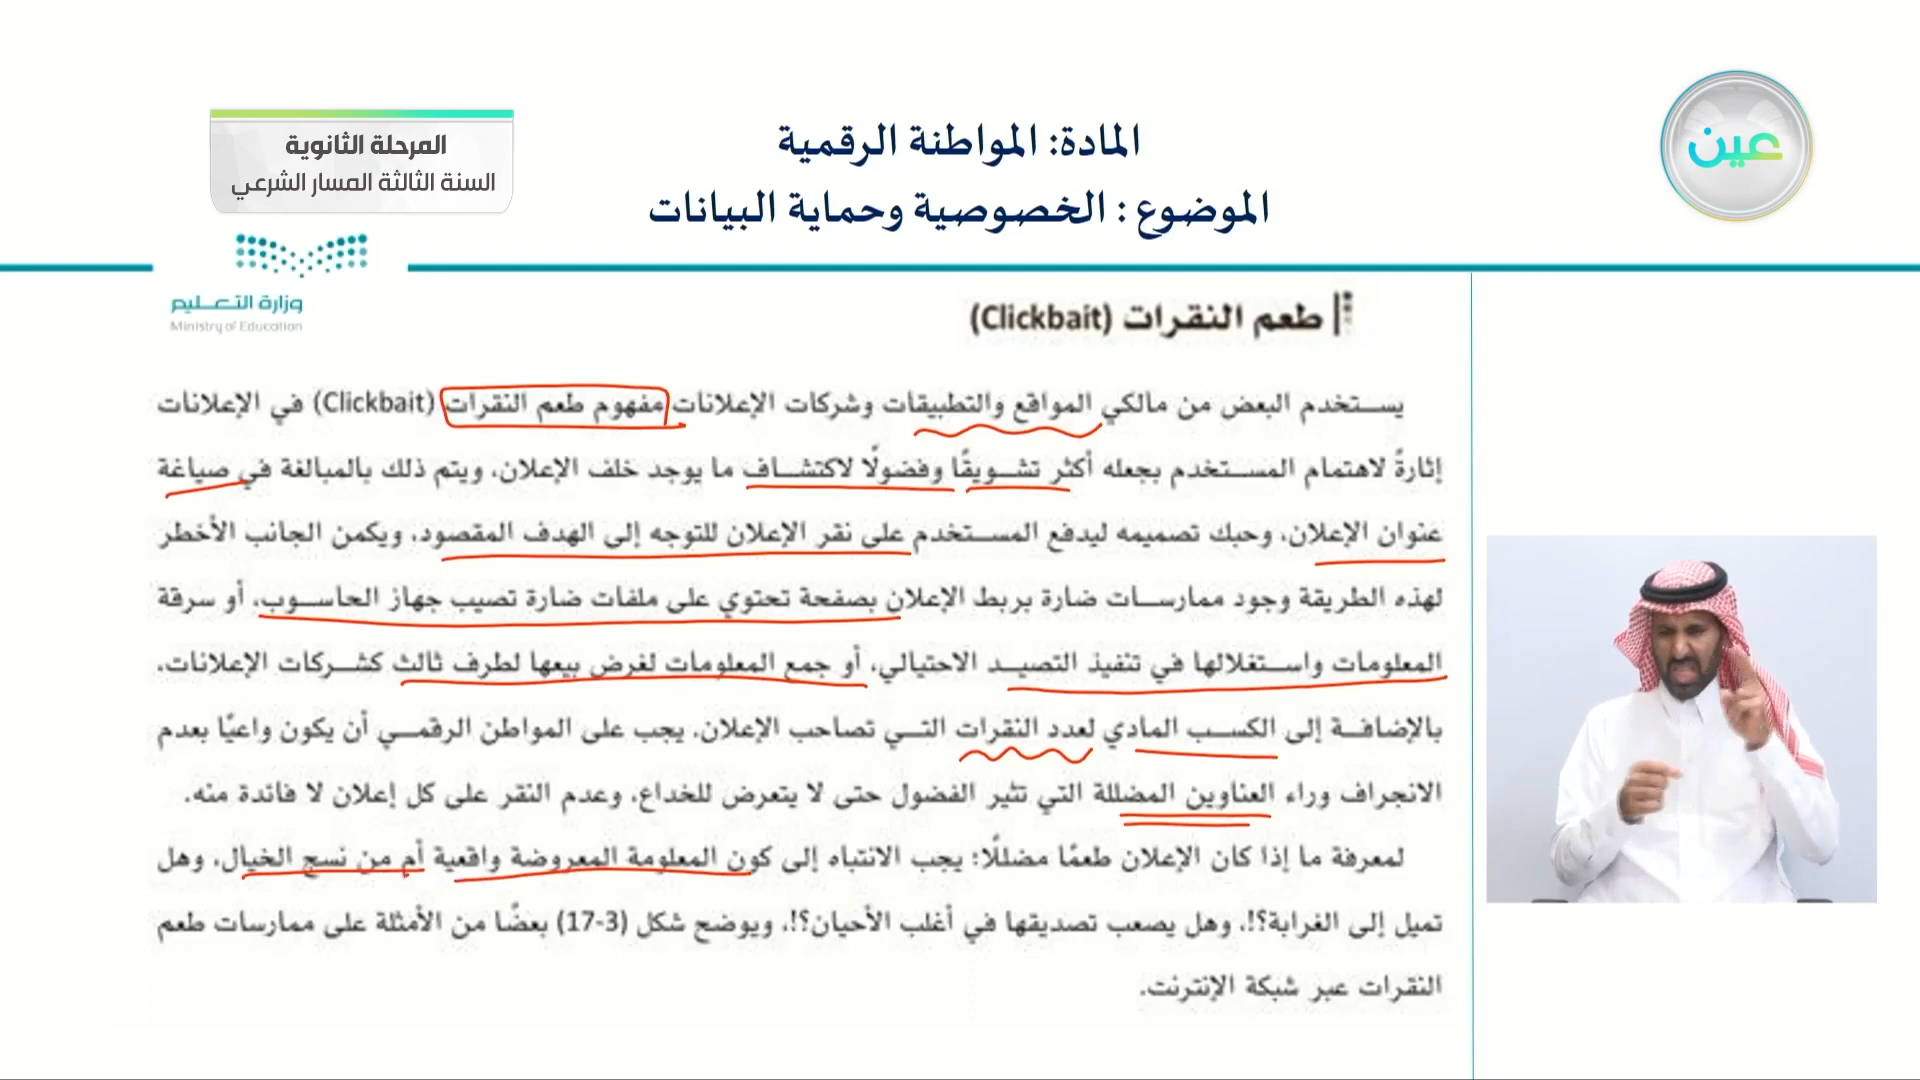 المادة: المواطنة الرقمية
الموضوع : الخصوصية وحماية البيانات
عين
المرحلة الثانوية
السنة الثالثة المسار الشرعي
وزارة التعليم
Ministry of Education
طعم النقرات (Clickbait)
يستخدم البعض من مالكي المواقع والتطبيقات وشركات الإعلانات مفهوم طعم النقرات (Clickbait) في الإعلانات
إثارةً لاهتمام المستخدم بجعله أكثر تشويقًا وفضولًا لاكتشاف ما يوجد خلف الإعلان، ويتم ذلك بالمبالغة في صياغة
عنوان الإعلان، وحبك تصميمه ليدفع المستخدم على نقر الإعلان للتوجه إلى الهدف المقصود، ويكمن الجانب الأخطر
لهذه الطريقة وجود ممارسات ضارة بربط الإعلان بصفحة تحتوي على ملفات ضارة تصيب جهاز الحاسوب، أو سرقة
المعلومات واستغلالها في تنفيذ التصيد الاحتيالي، أو جمع المعلومات لغرض بيعها لطرف ثالث كشركات الإعلانات،
بالإضافة إلى الكسب المادي لعدد النقرات التي تصاحب الإعلان، يجب على المواطن الرقمي أن يكون واعيًا بعدم
الانجراف وراء العناوين المضللة التي تثير الفضول حتى لا يتعرض للخداع، وعدم النقر على كل إعلان لا فائدة منه.
لمعرفة ما إذا كان الإعلان طعمًا مضللًا: يجب الانتباه إلى كون المعلومة المعروضة واقعية أم من نسج الخيال، وهل
تميل إلى الغرابة؟!، وهل يصعب تصديقها في أغلب الأحيان؟!، ويوضح شكل (3-17) بعضًا من الأمثلة على ممارسات طعم
النقرات عبر شبكة الإنترنت.